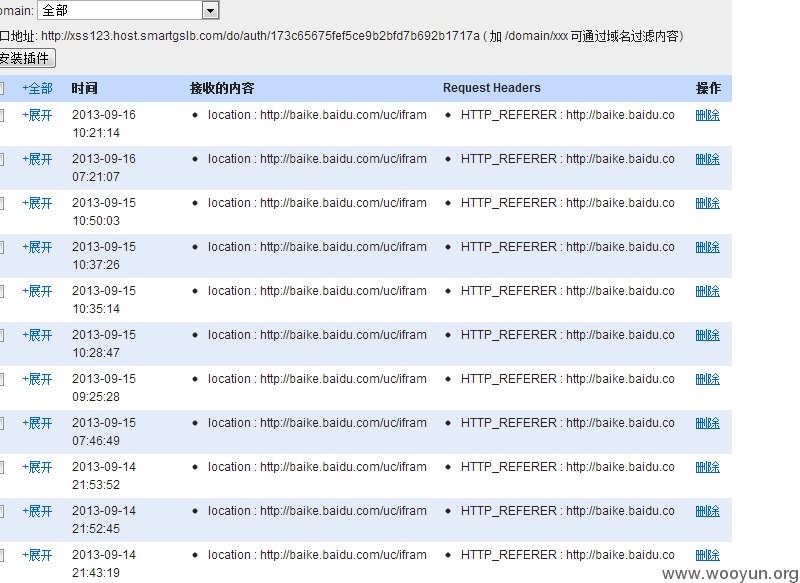 omain: 全部
口地址: http://xss123.host.smartgslb.com/do/auth/173c65675fef5ce9b2bfd7b692b1717a ( 加 /domain/xxx 可通过域名过滤内容)
安装插件
+全部 时间 接收的内容 Request Headers 操作
+展开 2013-09-16 location : http://baike.baidu.com/uc/ifram HTTP_REFERER : http://baike.baidu.co 删除
10:21:14
+展开 2013-09-16 location : http://baike.baidu.com/uc/ifram HTTP_REFERER : http://baike.baidu.co 删除
07:21:07
+展开 2013-09-15 location : http://baike.baidu.com/uc/ifram HTTP_REFERER : http://baike.baidu.co 删除
10:50:03
+展开 2013-09-15 location : http://baike.baidu.com/uc/ifram HTTP_REFERER : http://baike.baidu.co 删除
10:37:26
+展开 2013-09-15 location : http://baike.baidu.com/uc/ifram HTTP_REFERER : http://baike.baidu.co 删除
10:35:14
+展开 2013-09-15 location : http://baike.baidu.com/uc/ifram HTTP_REFERER : http://baike.baidu.co 删除
10:28:47
+展开 2013-09-15 location : http://baike.baidu.com/uc/ifram HTTP_REFERER : http://baike.baidu.co 删除
09:25:28
+展开 2013-09-15 location : http://baike.baidu.com/uc/ifram HTTP_REFERER : http://baike.baidu.co 删除
07:46:49
+展开 2013-09-14 location : http://baike.baidu.com/uc/ifram HTTP_REFERER : http://baike.baidu.co 删除
21:53:52
+展开 2013-09-14 location : http://baike.baidu.com/uc/ifram HTTP_REFERER : http://baike.baidu.co 删除
21:52:45
+展开 2013-09-14 location : http://baike.baidu.com/uc/ifram HTTP_REFERER : http://baike.baidu.co 删除
21:43:19
www.wooyun.org